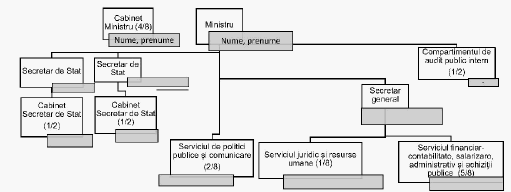 Cabinet
Ministru (4/8)
Nume, prenume
Ministru
Nume, prenume
Compartimentul de
audit public intern
(1/2)
Secretar de Stat
Secretar de
Stat
Cabinet
Secretar de Stat
(1/2)
Cabinet
Secretar de Stat
(1/2)
Secretar
general
Serviciul de politici
publice și comunicare
(2/8)
Serviciul juridic și resurse
umane (1/8)
Serviciul financiar-
contabilitate, salarizare,
administrativ și achiziții
publice (5/8)